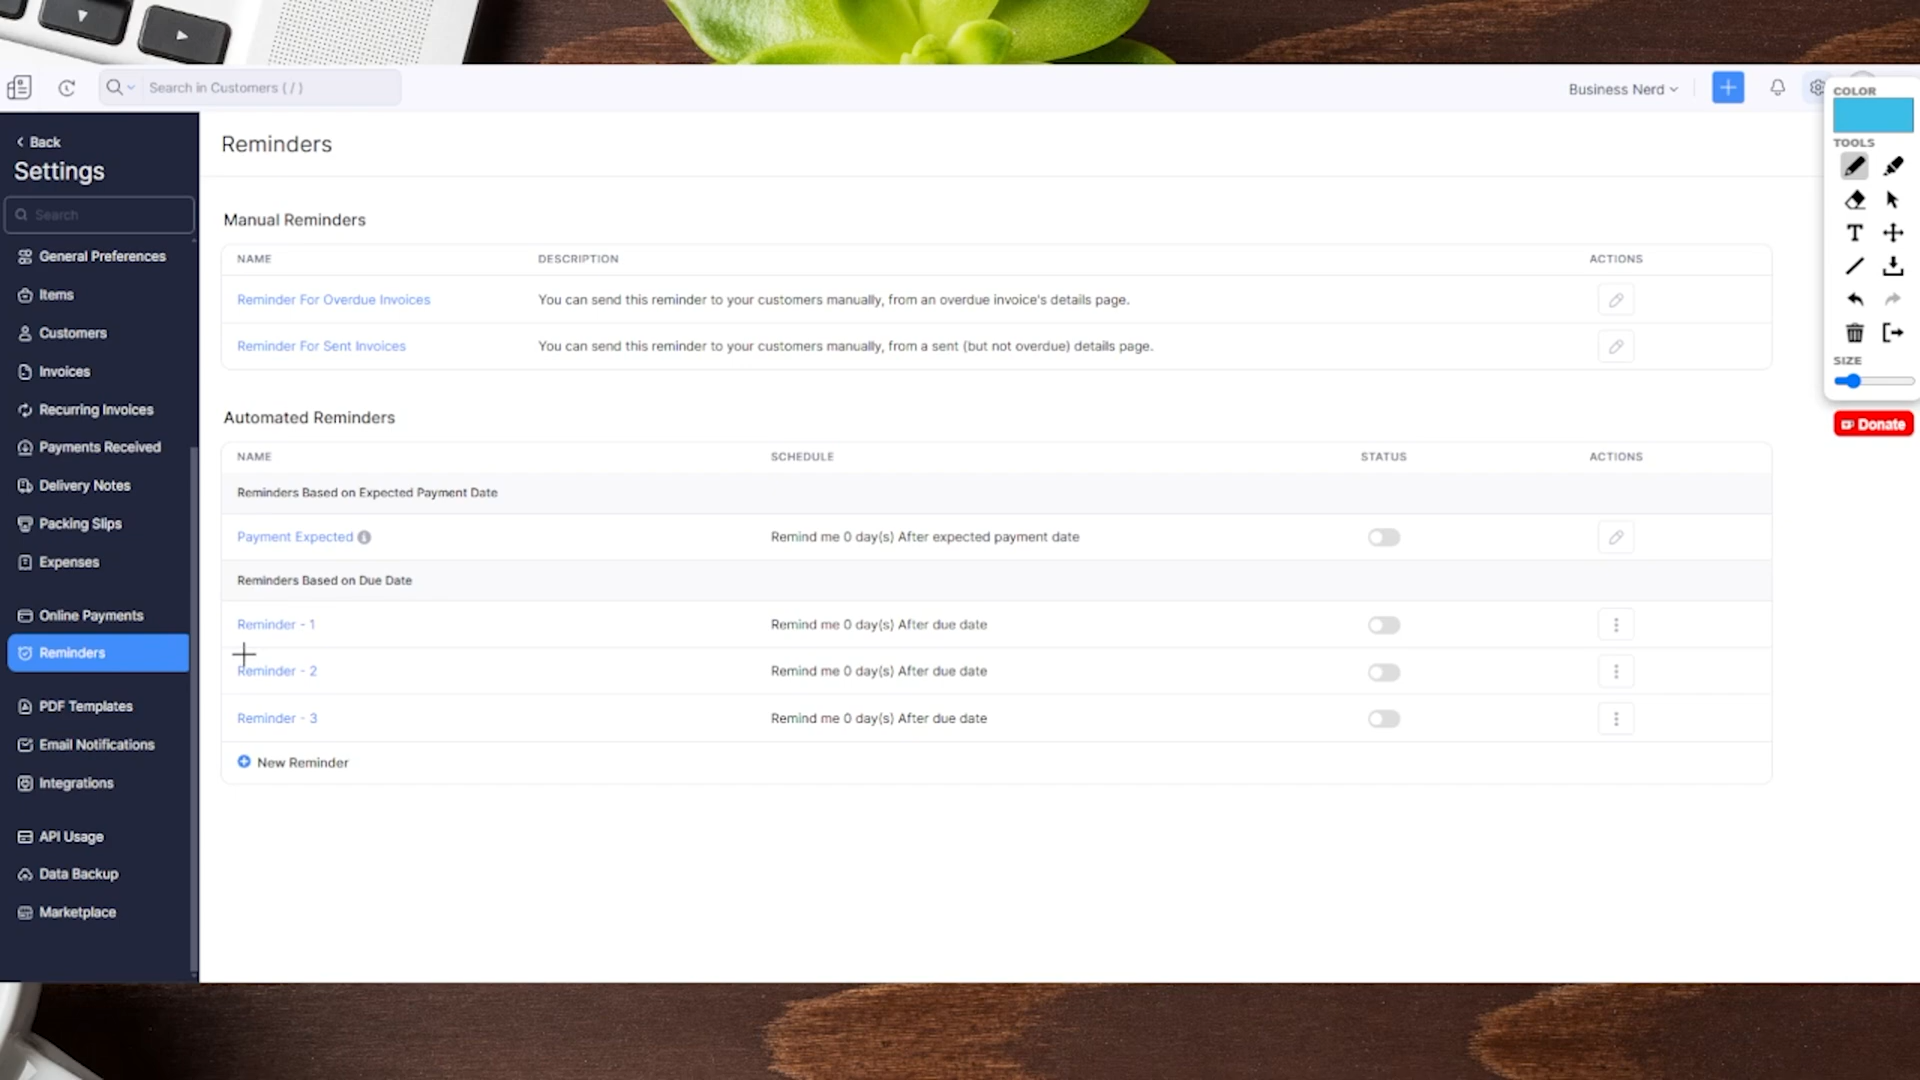 Search in Customers ( / )
Business Nerd
Back
Settings
Search
General Preferences
Items
Customers
Invoices
Recurring Invoices
Payments Received
Delivery Notes
Packing Slips
Expenses
Online Payments
Reminders
PDF Templates
Email Notifications
Integrations
API Usage
Data Backup
Marketplace
Reminders
Manual Reminders
NAME DESCRIPTION ACTIONS
Reminder For Overdue Invoices You can send this reminder to your customers manually, from an overdue invoice's details page.
Reminder For Sent Invoices You can send this reminder to your customers manually, from a sent (but not overdue) details page.
Automated Reminders
NAME SCHEDULE STATUS ACTIONS
Reminders Based on Expected Payment Date
Payment Expected Remind me 0 day(s) After expected payment date
Reminders Based on Due Date
Reminder - 1 Remind me 0 day(s) After due date
Reminder - 2 Remind me 0 day(s) After due date
Reminder - 3 Remind me 0 day(s) After due date
New Reminder
COLOR
TOOLS
T
SIZE
Donate